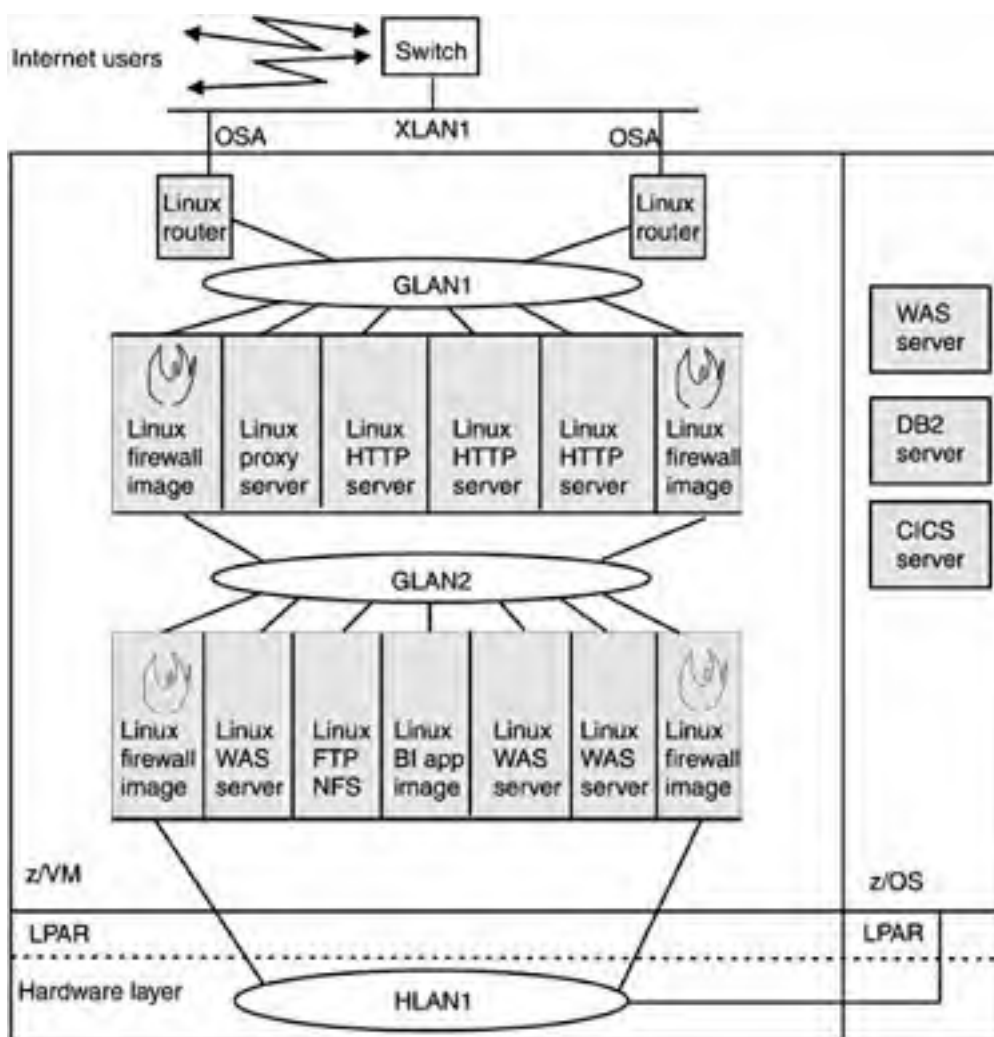 Internet users
Switch
XLAN1
OSA
OSA
Linux
router
Linux
router
GLAN1
Linux
firewall
image
Linux
proxy
server
Linux
HTTP
server
Linux
HTTP
server
Linux
HTTP
server
Linux
firewall
image
GLAN2
Linux
firewall
image
Linux
WAS
server
Linux
FTP
NFS
Linux
BI app
image
Linux
WAS
server
Linux
WAS
server
Linux
firewall
image
WAS
server
DB2
server
CICS
server
z/VM
z/OS
LPAR
LPAR
Hardware layer
HLAN1